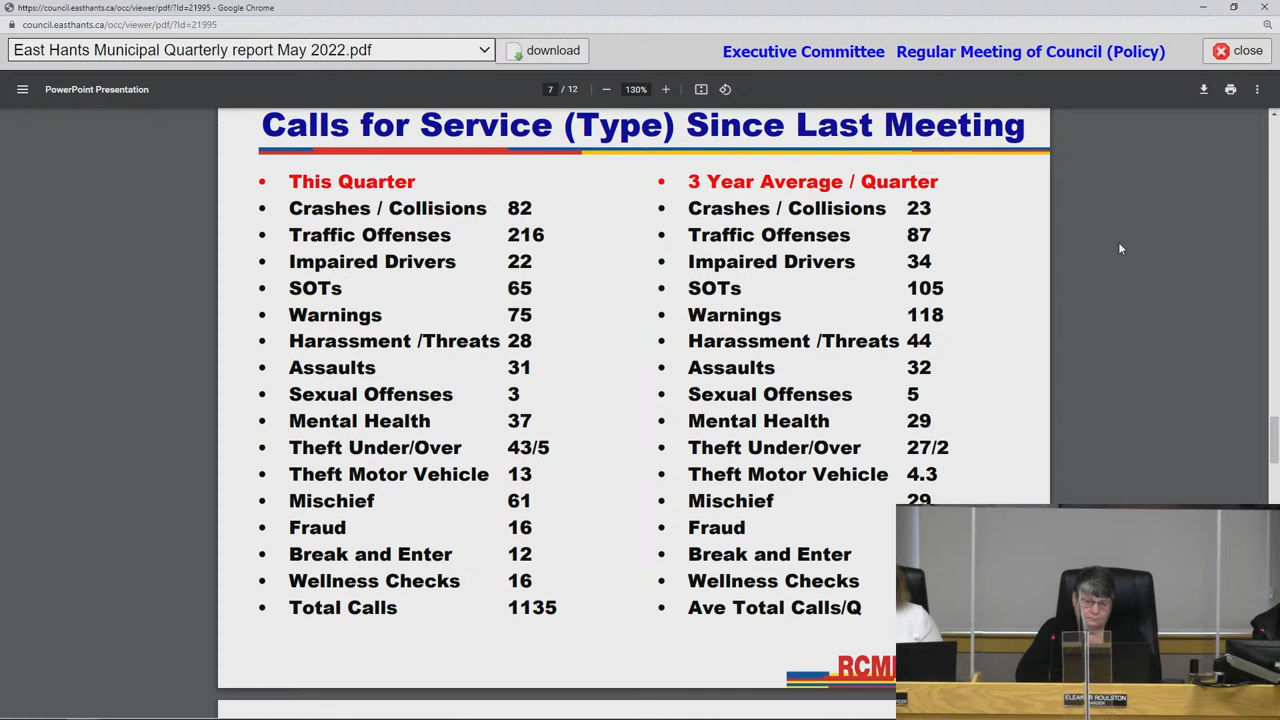 https://council.easthants.ca/occ/viewer/pdf/?Id=21995 - Google Chrome
council.easthants.ca/occ/viewer/pdf/?Id=21995
East Hants Municipal Quarterly report May 2022.pdf download Executive Committee Regular Meeting of Council (Policy) close
PowerPoint Presentation 7 / 12 130%
Calls for Service (Type) Since Last Meeting
• This Quarter
• Crashes / Collisions 82
• Traffic Offenses 216
• Impaired Drivers 22
• SOTs 65
• Warnings 75
• Harassment /Threats 28
• Assaults 31
• Sexual Offenses 3
• Mental Health 37
• Theft Under/Over 43/5
• Theft Motor Vehicle 13
• Mischief 61
• Fraud 16
• Break and Enter 12
• Wellness Checks 16
• Total Calls 1135
• 3 Year Average / Quarter
• Crashes / Collisions 23
• Traffic Offenses 87
• Impaired Drivers 34
• SOTs 105
• Warnings 118
• Harassment /Threats 44
• Assaults 32
• Sexual Offenses 5
• Mental Health 29
• Theft Under/Over 27/2
• Theft Motor Vehicle 4.3
• Mischief 29
• Fraud
• Break and Enter
• Wellness Checks
• Ave Total Calls/Q
RCM
ROULSTON